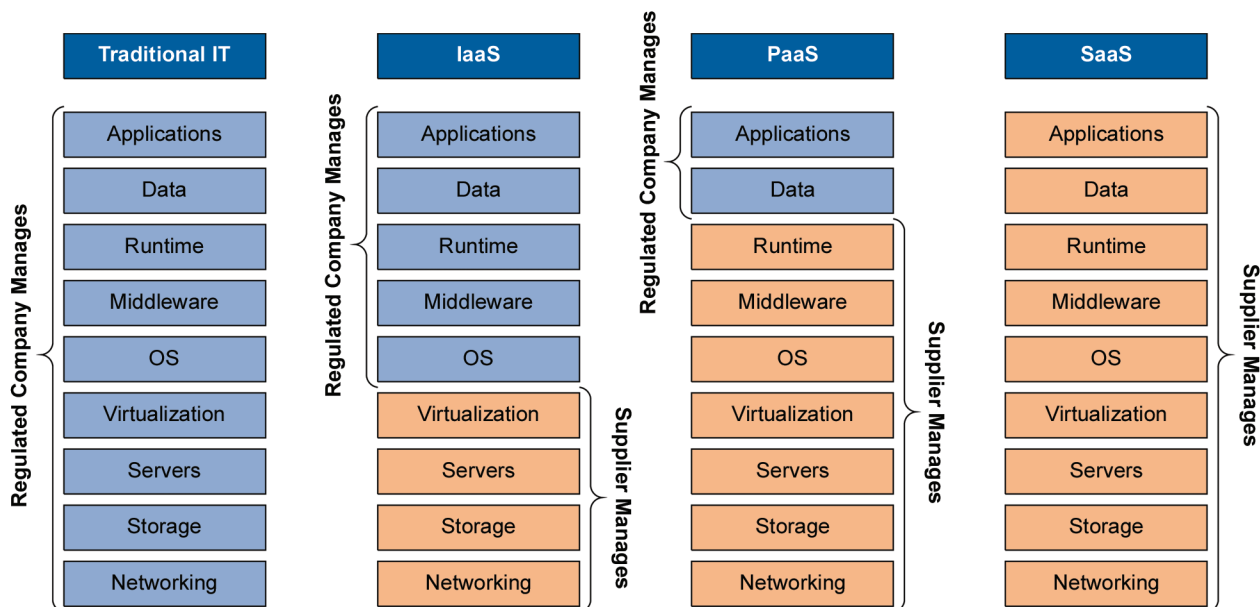 Traditional IT
Regulated Company Manages
Applications
Data
Runtime
Middleware
OS
Virtualization
Servers
Storage
Networking
IaaS
Regulated Company Manages
Applications
Data
Runtime
Middleware
OS
Virtualization
Servers
Storage
Networking
Supplier Manages
PaaS
Regulated Company Manages
Applications
Data
Runtime
Middleware
OS
Virtualization
Servers
Storage
Networking
Supplier Manages
SaaS
Applications
Data
Runtime
Middleware
OS
Virtualization
Servers
Storage
Networking
Supplier Manages